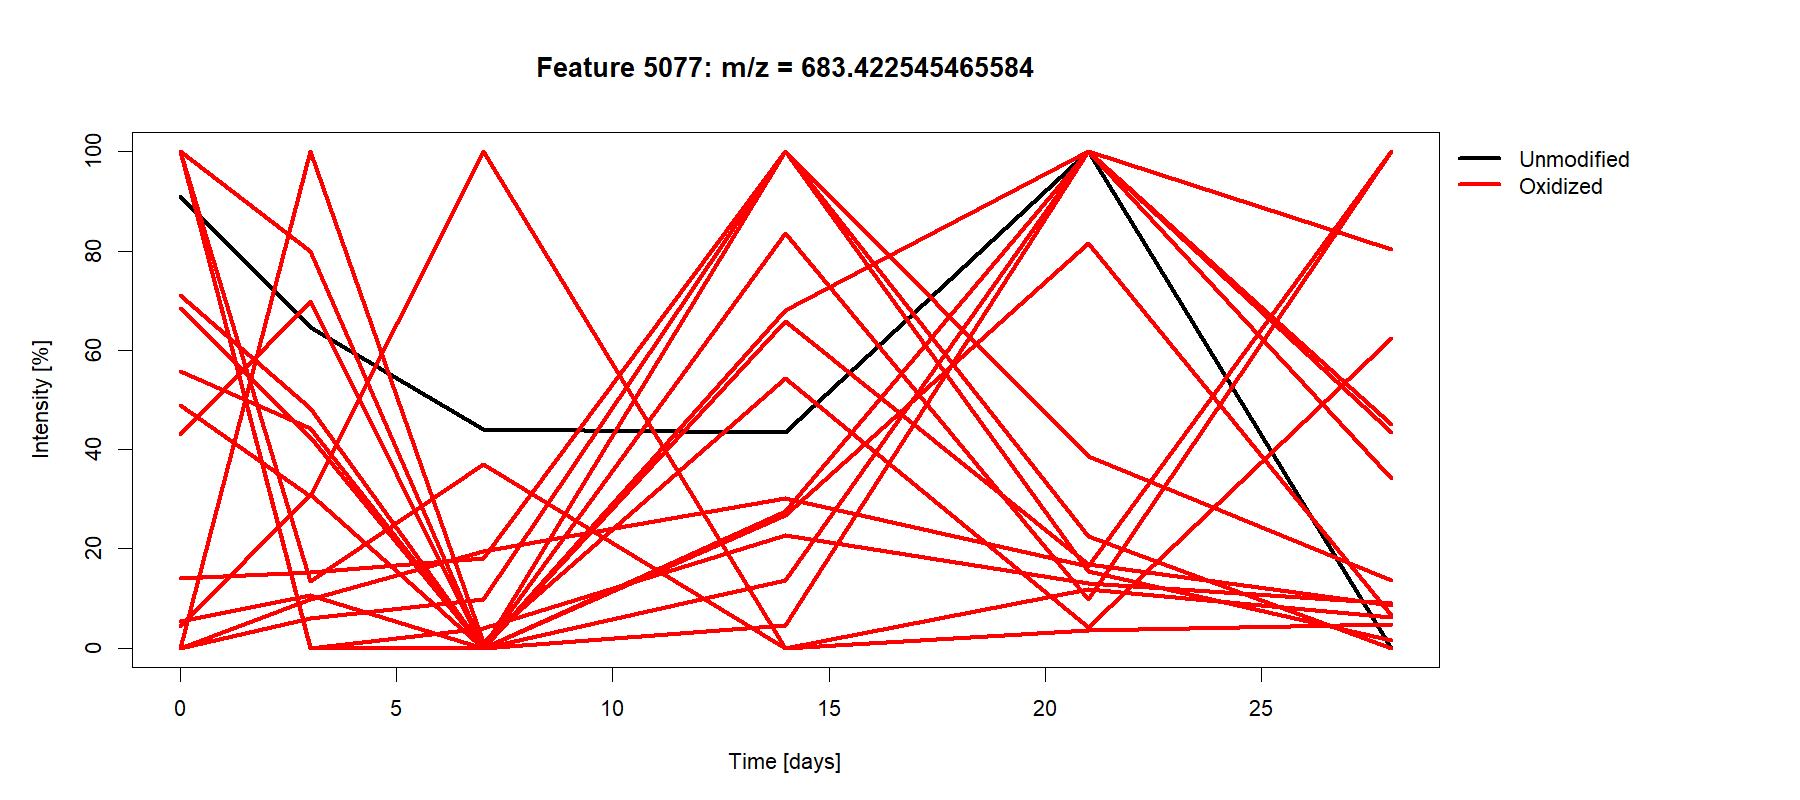 Feature 5077: m/z = 683.422545465584
Unmodified
Oxidized
Intensity [%]
100
80
60
40
20
0
0 5 10 15 20 25
Time [days]